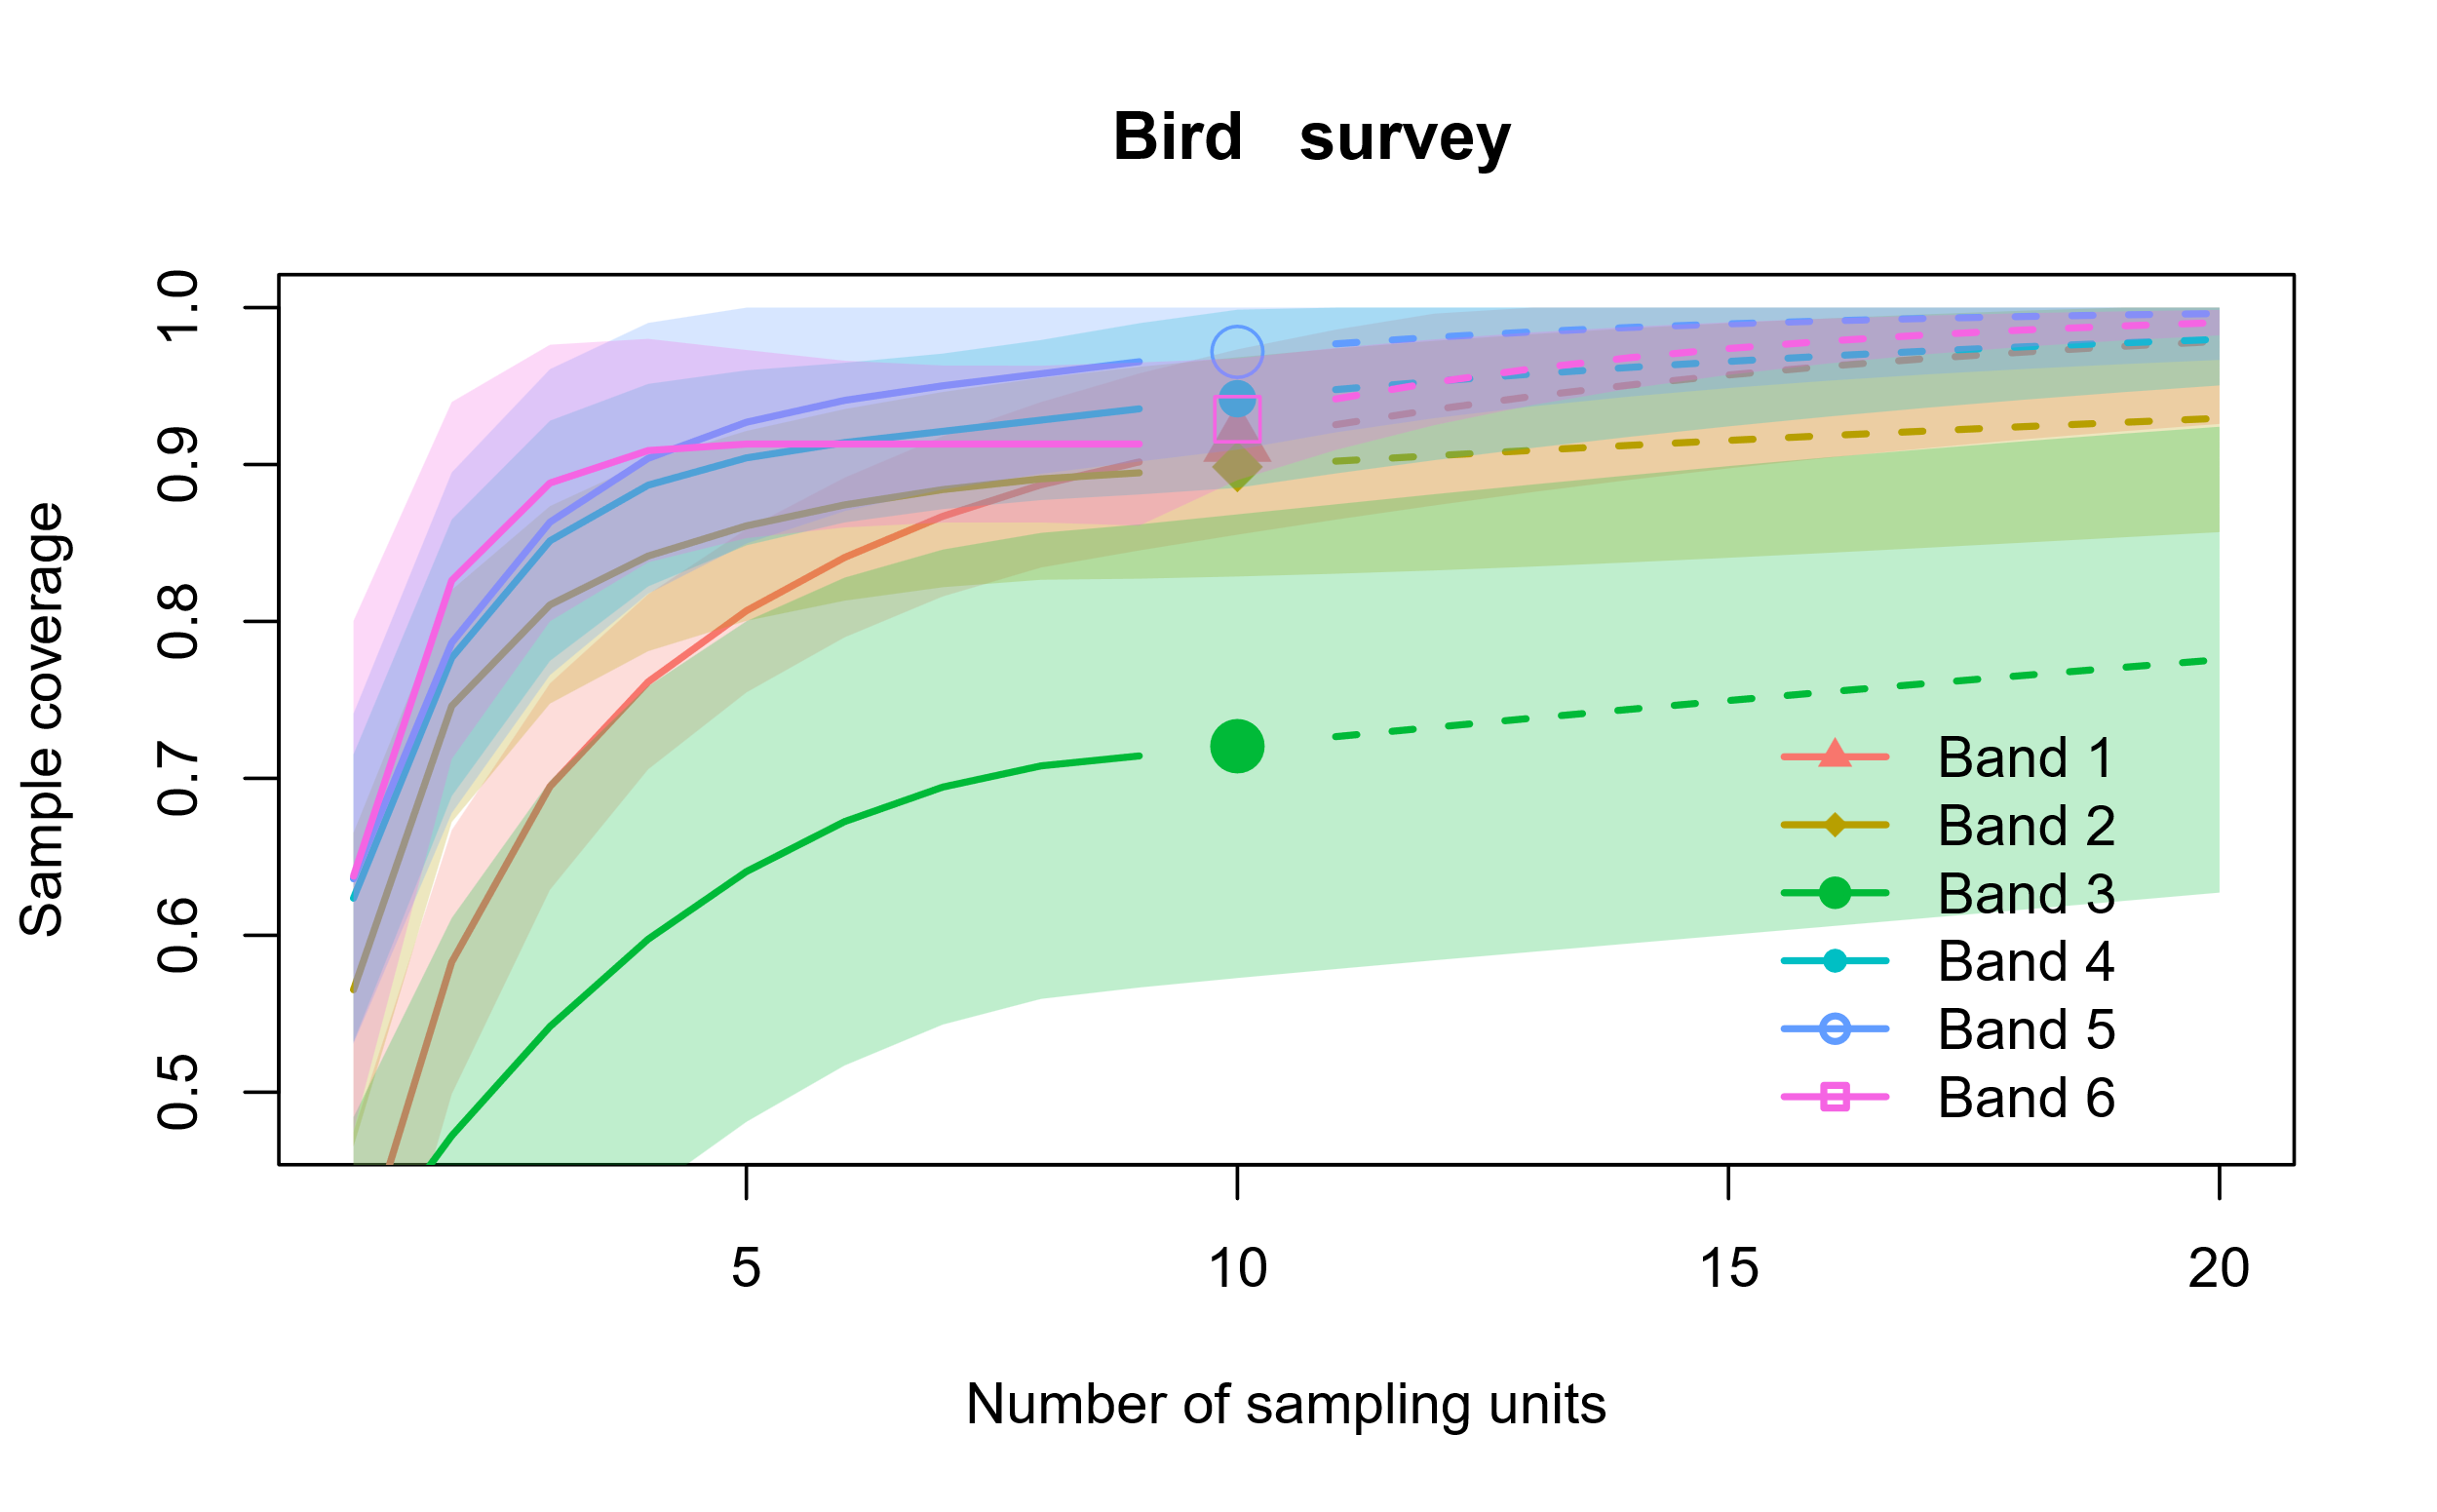 Bird   survey
Sample coverage
1.0
0.9
0.8
0.7
0.6
0.5
Band 1
Band 2
Band 3
Band 4
Band 5
Band 6
5
10
15
20
Number of sampling units